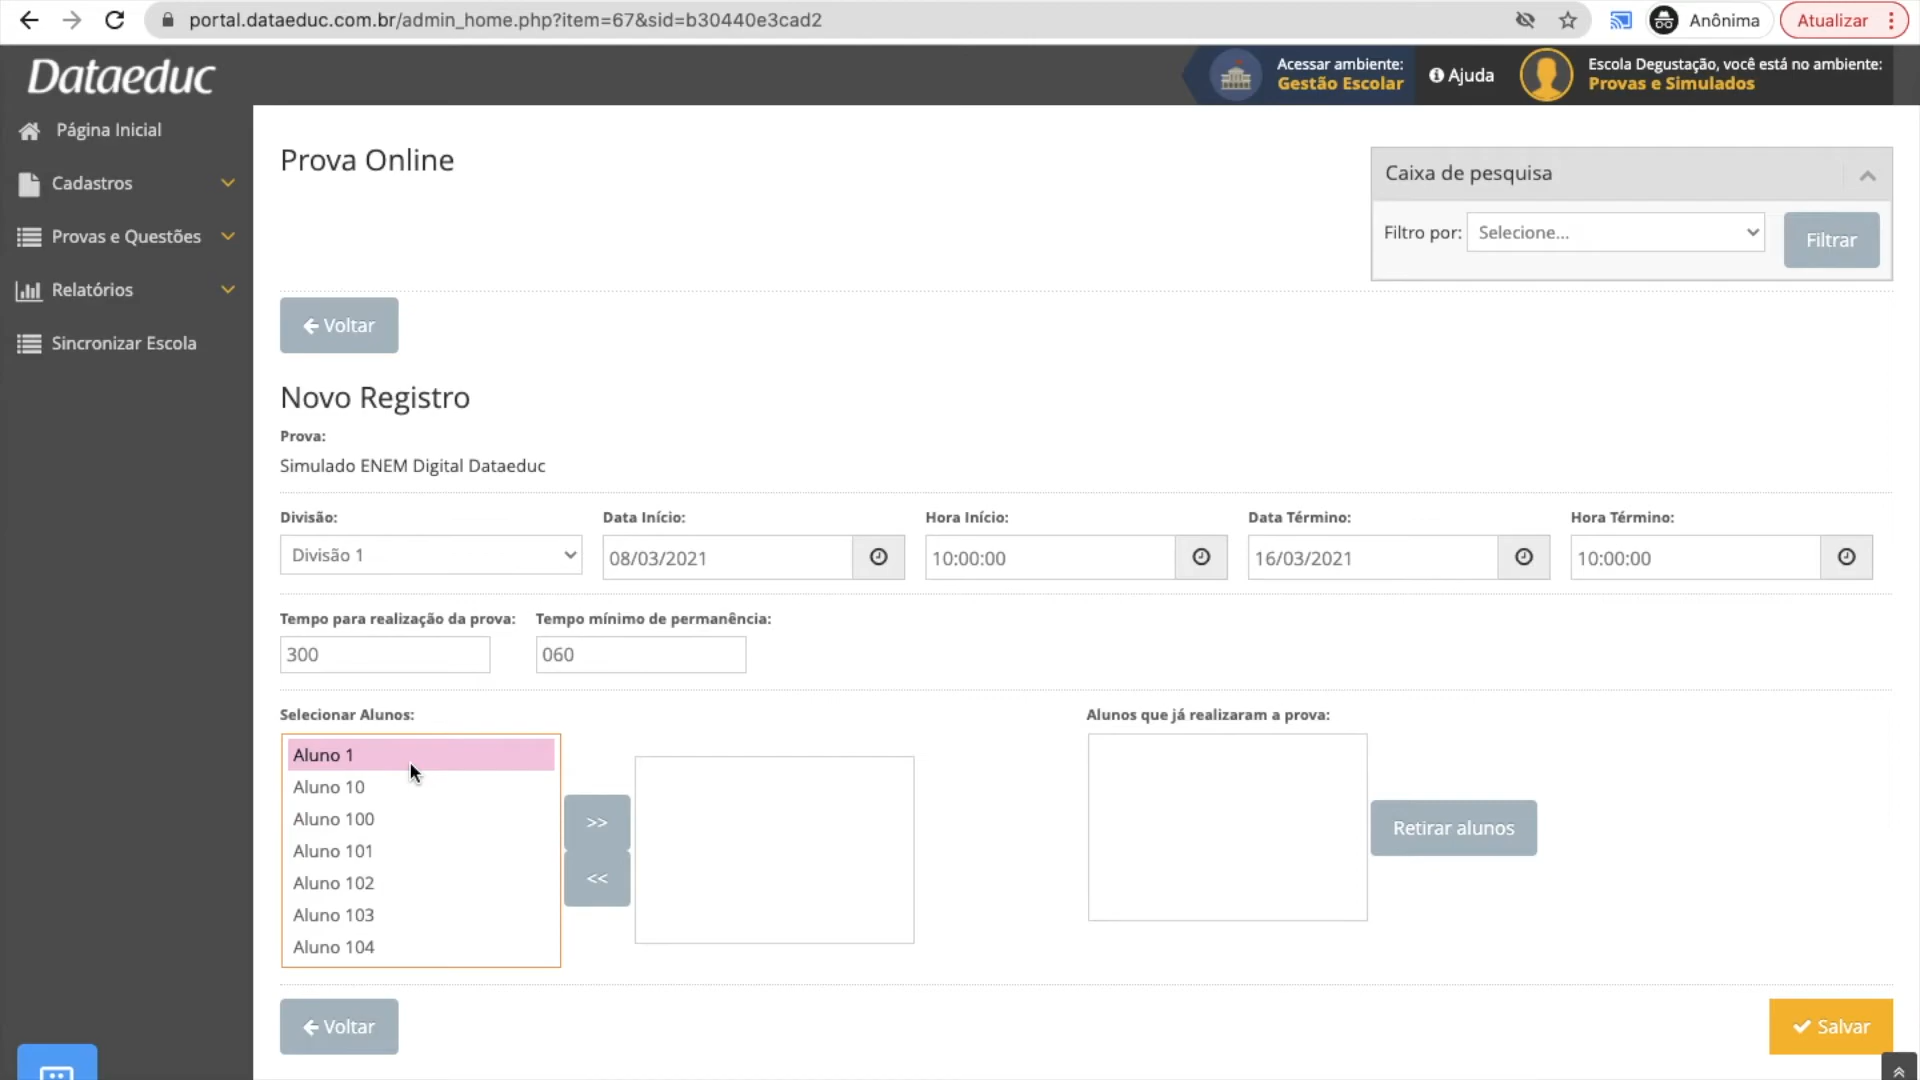 portal.dataeduc.com.br/admin_home.php?item=67&sid=b30440e3cad2
Anônima
Atualizar
Dataeduc
Acessar ambiente:
Gestão Escolar
Ajuda
Escola Degustação, você está no ambiente:
Provas e Simulados
Página Inicial
Cadastros
Provas e Questões
Relatórios
Sincronizar Escola
Prova Online
Caixa de pesquisa
Filtro por: Selecione... Filtrar
Voltar
Novo Registro
Prova:
Simulado ENEM Digital Dataeduc
Divisão: Data Início: Hora Início: Data Término: Hora Término:
Divisão 1 08/03/2021 10:00:00 16/03/2021 10:00:00
Tempo para realização da prova: Tempo mínimo de permanência:
300 060
Selecionar Alunos: Alunos que já realizaram a prova:
Aluno 1
Aluno 10
Aluno 100
Aluno 101
Aluno 102
Aluno 103
Aluno 104
>>
<<
Retirar alunos
Voltar
Salvar